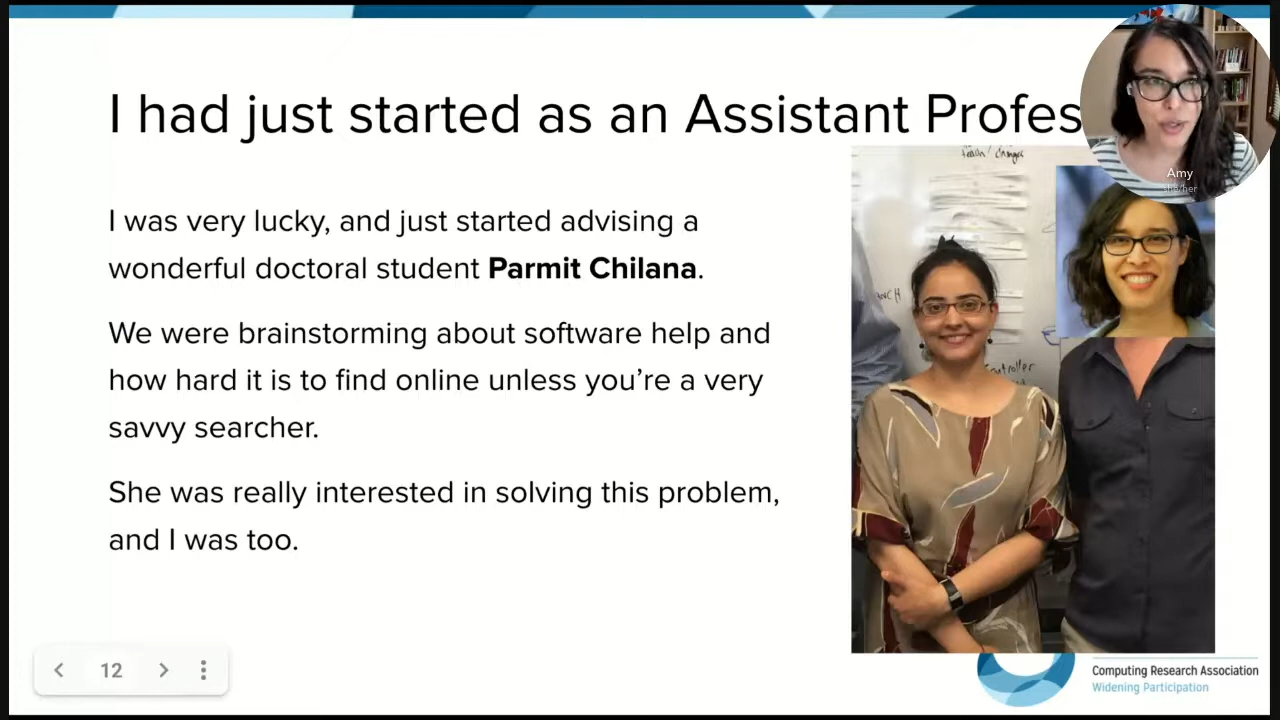 I had just started as an Assistant Profes
Amy
she/her
I was very lucky, and just started advising a
wonderful doctoral student Parmit Chilana.
We were brainstorming about software help and
how hard it is to find online unless you’re a very
savvy searcher.
She was really interested in solving this problem,
and I was too.
12
Computing Research Association
Widening Participation